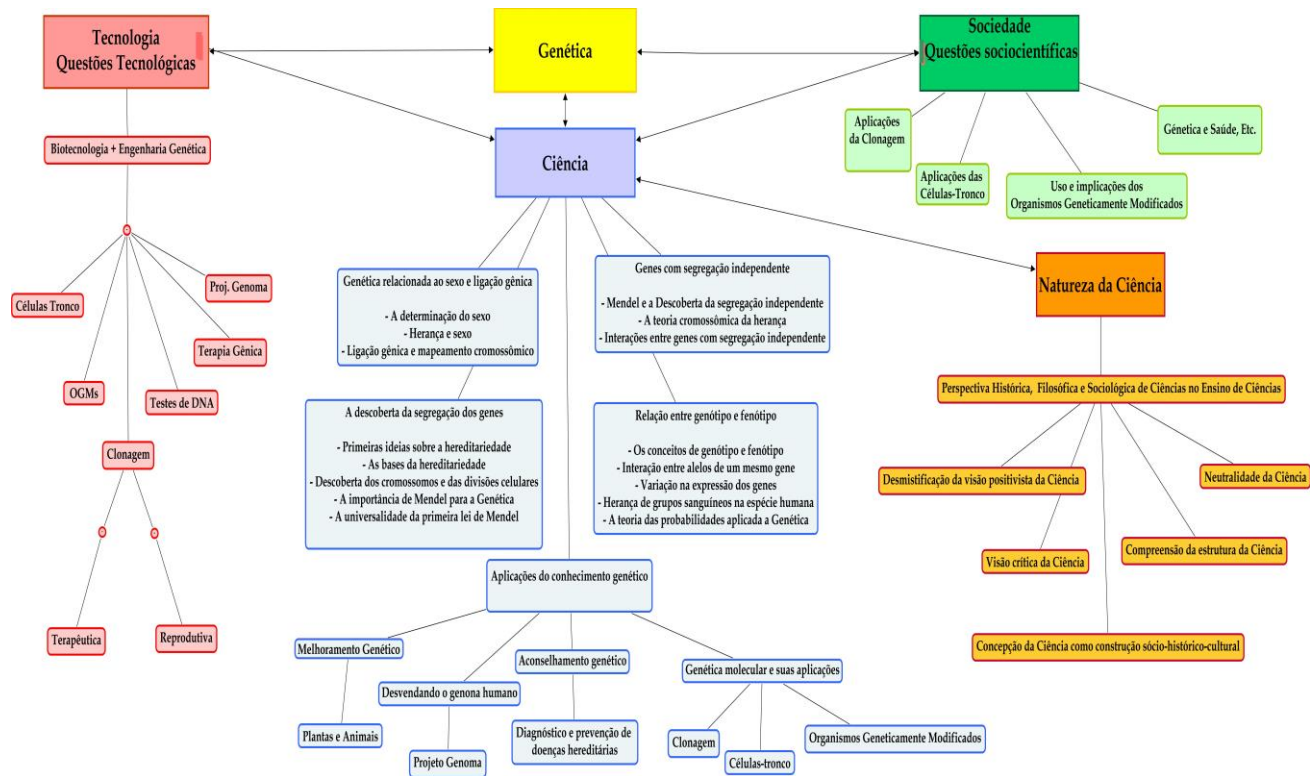 Tecnologia
Questões Tecnológicas
Genética
Sociedade
Questões sociocientíficas
Biotecnologia + Engenharia Genética
Células Tronco
OGMs
Clonagem
Terapêutica
Reprodutiva
Testes de DNA
Terapia Gênica
Proj. Genoma
Ciência
Genética relacionada ao sexo e ligação gênica
- A determinação do sexo
- Herança e sexo
- Ligação gênica e mapeamento cromossômico
Genes com segregação independente
- Mendel e a Descoberta da segregação independente
- A teoria cromossômica da herança
- Interações entre genes com segregação independente
A descoberta da segregação dos genes
- Primeiras ideias sobre a hereditariedade
- As bases da hereditariedade
- Descoberta dos cromossomos e das divisões celulares
- A importância de Mendel para a Genética
- A universalidade da primeira lei de Mendel
Relação entre genótipo e fenótipo
- Os conceitos de genótipo e fenótipo
- Interação entre alelos de um mesmo gene
- Variação na expressão dos genes
- Herança de grupos sanguíneos na espécie humana
- A teoria das probabilidades aplicada a Genética
Aplicações do conhecimento genético
Melhoramento Genético
Plantas e Animais
Desvendando o genona humano
Projeto Genoma
Aconselhamento genético
Diagnóstico e prevenção de
doenças hereditárias
Genética molecular e suas aplicações
Clonagem
Células-tronco
Organismos Geneticamente Modificados
Aplicações
da Clonagem
Aplicações das
Células-Tronco
Uso e implicações dos
Organismos Geneticamente Modificados
Génetica e Saúde, Etc.
Natureza da Ciência
Perspectiva Histórica, Filosófica e Sociológica de Ciências no Ensino de Ciências
Desmistificação da visão positivista da Ciência
Visão crítica da Ciência
Concepção da Ciência como construção sócio-histórico-cultural
Compreensão da estrutura da Ciência
Neutralidade da Ciência